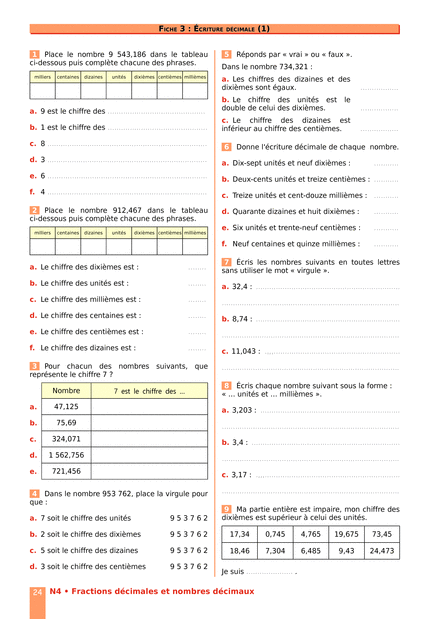 FICHE 3 : ÉCRITURE DÉCIMALE (1)
1 Place le nombre 9 543,186 dans le tableau
ci-dessous puis complète chacune des phrases.
milliers centaines dizaines unités dixièmes centièmes millièmes
a. 9 est le chiffre des
b. 1 est le chiffre des
c. 8
d. 3
e. 6
f. 4
2 Place le nombre 912,467 dans le tableau
ci-dessous puis complète chacune des phrases.
milliers centaines dizaines unités dixièmes centièmes millièmes
a. Le chiffre des dixièmes est :
b. Le chiffre des unités est :
c. Le chiffre des millièmes est :
d. Le chiffre des centaines est :
e. Le chiffre des centièmes est :
f. Le chiffre des dizaines est :
3 Pour chacun des nombres suivants, que
représente le chiffre 7 ?
Nombre 7 est le chiffre des ...
a. 47,125
b. 75,69
c. 324,071
d. 1 562,756
e. 721,456
4 Dans le nombre 953 762, place la virgule pour
que :
a. 7 soit le chiffre des unités 9 5 3 7 6 2
b. 2 soit le chiffre des dixièmes 9 5 3 7 6 2
c. 5 soit le chiffre des dizaines 9 5 3 7 6 2
d. 3 soit le chiffre des centièmes 9 5 3 7 6 2
5 Réponds par « vrai » ou « faux ».
Dans le nombre 734,321 :
a. Les chiffres des dizaines et des
dixièmes sont égaux.
b. Le chiffre des unités est le
double de celui des dixièmes.
c. Le chiffre des dizaines est
inférieur au chiffre des centièmes.
6 Donne l'écriture décimale de chaque nombre.
a. Dix-sept unités et neuf dixièmes :
b. Deux-cents unités et treize centièmes :
c. Treize unités et cent-douze millièmes :
d. Quarante dizaines et huit dixièmes :
e. Six unités et trente-neuf centièmes :
f. Neuf centaines et quinze millièmes :
7 Écris les nombres suivants en toutes lettres
sans utiliser le mot « virgule ».
a. 32,4 :
b. 8,74 :
c. 11,043 :
8 Écris chaque nombre suivant sous la forme :
« ... unités et ... millièmes ».
a. 3,203 :
b. 3,4 :
c. 3,17 :
9 Ma partie entière est impaire, mon chiffre des
dixièmes est supérieur à celui des unités.
17,34 0,745 4,765 19,675 73,45
18,46 7,304 6,485 9,43 24,473
Je suis .
24 N4 • Fractions décimales et nombres décimaux